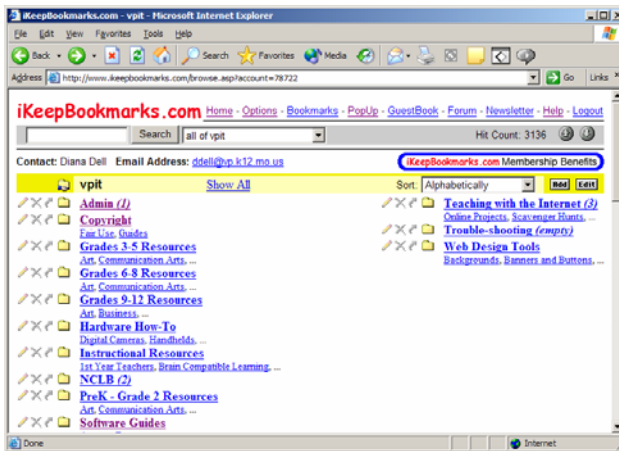 iKeepBookmarks.com - vpit - Microsoft Internet Explorer
File Edit View Favorites Tools Help
Back Search Favorites Media
Address http://www.ikeepbookmarks.com/browse.asp?account=78722 Go Links
iKeepBookmarks.com Home - Options - Bookmarks - PopUp - GuestBook - Forum - Newsletter - Help - Logout
Search all of vpit Hit Count: 3136
Contact: Diana Dell Email Address: ddell@vp.k12.mo.us iKeepBookmarks.com Membership Benefits
vpit Show All Sort: Alphabetically Add Edit
Admin (1)
Copyright
Fair Use, Guides
Grades 3-5 Resources
Art, Communication Arts, ...
Grades 6-8 Resources
Art, Communication Arts, ...
Grades 9-12 Resources
Art, Business, ...
Hardware How-To
Digital Cameras, Handhelds, ...
Instructional Resources
1st Year Teachers, Brain Compatible Learning, ...
NCLB (2)
PreK - Grade 2 Resources
Art, Communication Arts, ...
Software Guides
Teaching with the Internet (3)
Online Projects, Scavenger Hunts, ...
Trouble-shooting (empty)
Web Design Tools
Backgrounds, Banners and Buttons, ...
Done Internet